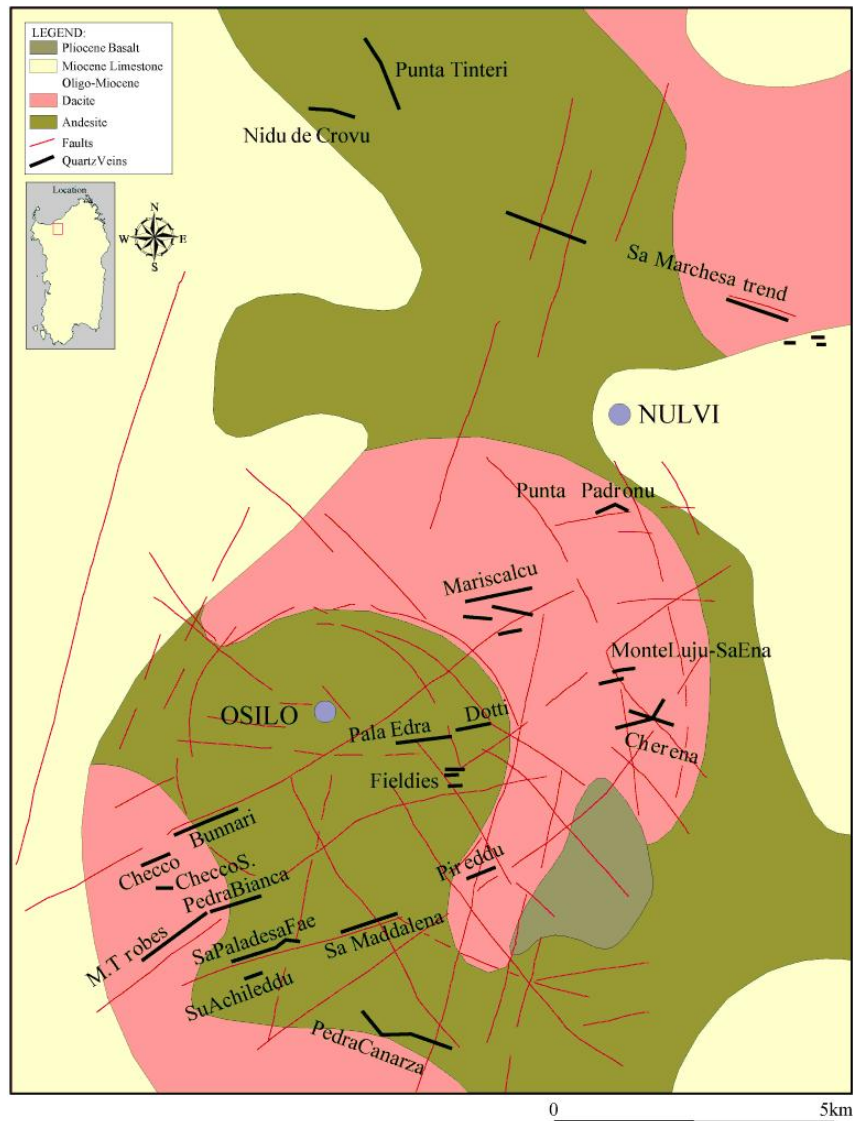 LEGEND:
Pliocene Basalt
Miocene Limestone
Oligo-Miocene
Dacite
Andesite
Faults
QuartzVeins
Location
N
W E
S
Punta Tinteri
Nidu de Crovu
Sa Marchesa trend
NULVI
Punta Padronu
Mariscalcu
MonteLuju-SaEna
OSILO
Dotti
Pala Edra
Cherena
Fieldies
Bunnari
Checco
CheccoS.
Pireddu
PedraBianca
M.T robes
SaPaladesaFae
Sa Maddalena
SuAchileddu
PedraCanarza
0 5km